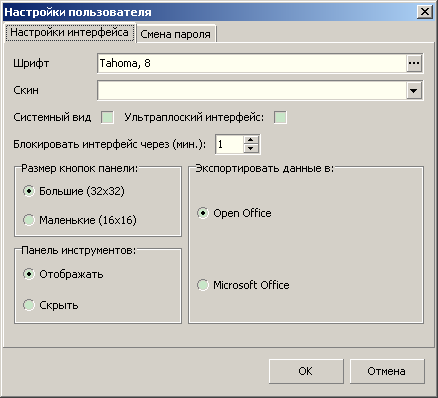 Настройки пользователя
Настройки интерфейса Смена пароля
Шрифт Tahoma, 8 ...
Скин
Системный вид Ультраплоский интерфейс:
Блокировать интерфейс через (мин.): 1
Размер кнопок панели: Экспортировать данные в:
Большие (32x32)
Open Office
Маленькие (16x16)
Панель инструментов:
Отображать
Microsoft Office
Скрыть
OK Отмена